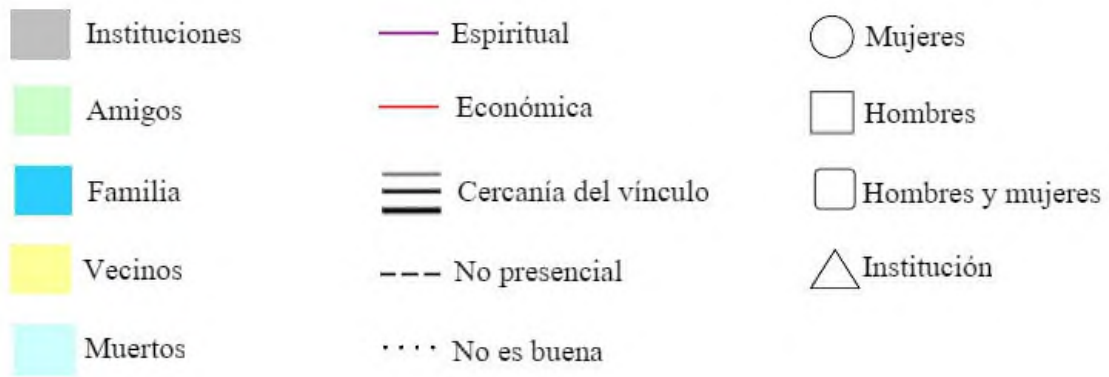 Instituciones
Amigos
Familia
Vecinos
Muertos
Espiritual
Económica
Cercanía del vínculo
No presencial
No es buena
Mujeres
Hombres
Hombres y mujeres
Institución